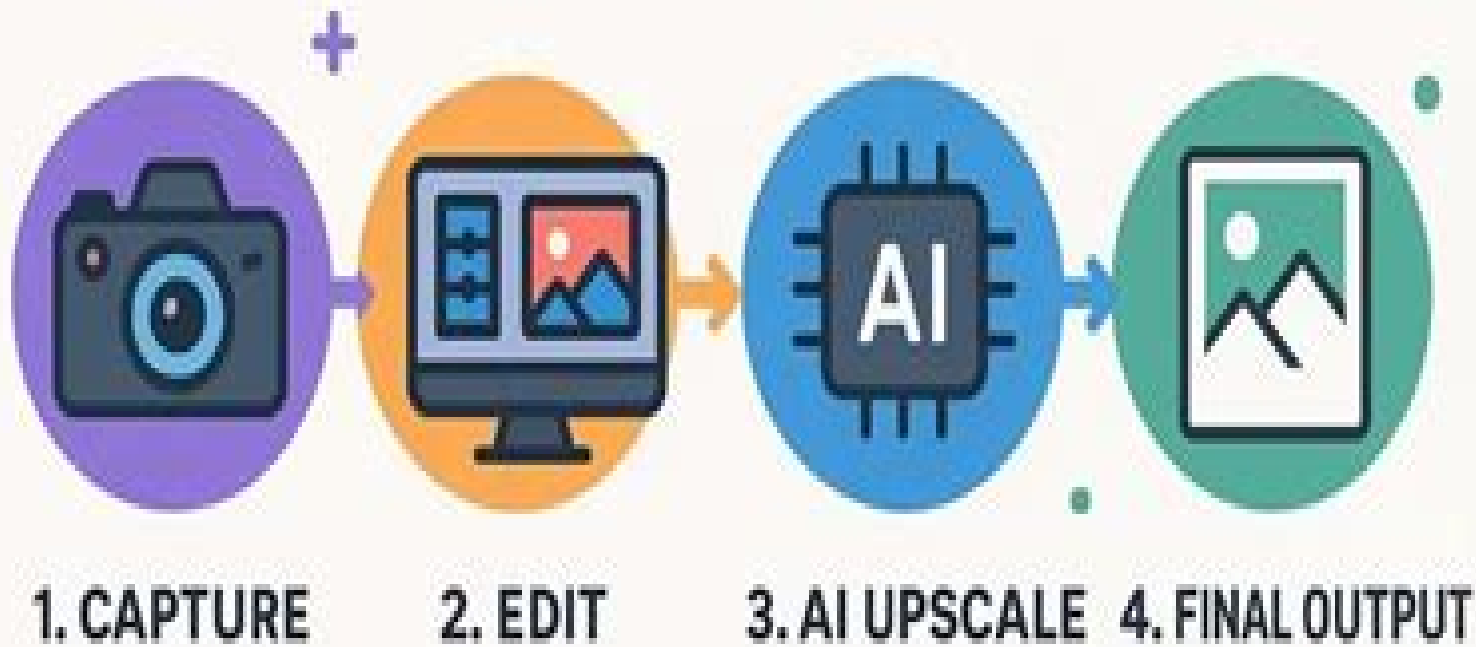 AI
1. CAPTURE
2. EDIT
3. AI UPSCALE
4. FINAL OUTPUT